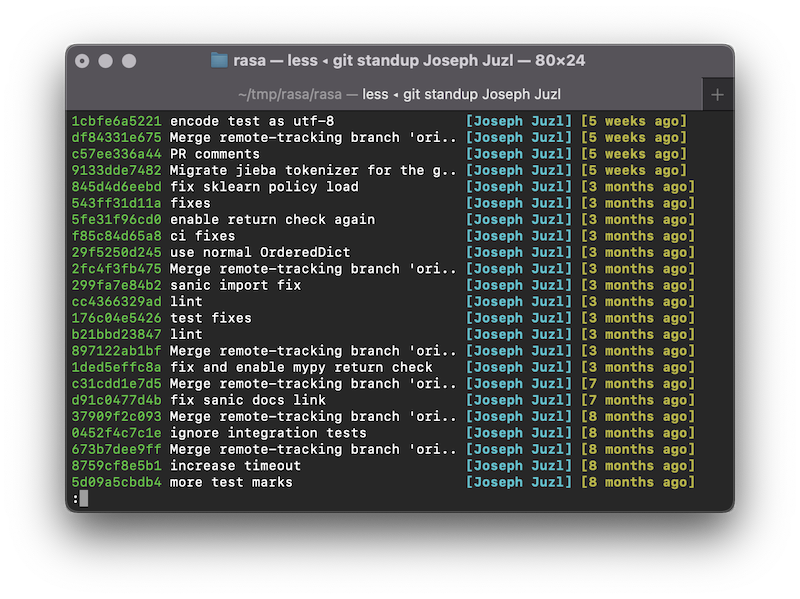 rasa — less ◂ git standup Joseph Juzl — 80×24
~/tmp/rasa/rasa — less ◂ git standup Joseph Juzl +
1cbfe6a5221 encode test as utf-8 [Joseph Juzl] [5 weeks ago]
df84331e675 Merge remote-tracking branch 'ori.. [Joseph Juzl] [5 weeks ago]
c57ee336a44 PR comments [Joseph Juzl] [5 weeks ago]
9133dde7482 Migrate jieba tokenizer for the g.. [Joseph Juzl] [5 weeks ago]
845d4d6eebd fix sklearn policy load [Joseph Juzl] [3 months ago]
543ff31d11a fixes [Joseph Juzl] [3 months ago]
5fe31f96cd0 enable return check again [Joseph Juzl] [3 months ago]
f85c84d65a8 ci fixes [Joseph Juzl] [3 months ago]
29f5250d245 use normal OrderedDict [Joseph Juzl] [3 months ago]
2fc4f3fb475 Merge remote-tracking branch 'ori.. [Joseph Juzl] [3 months ago]
299fa7e84b2 sanic import fix [Joseph Juzl] [3 months ago]
cc4366329ad lint [Joseph Juzl] [3 months ago]
176c04e5426 test fixes [Joseph Juzl] [3 months ago]
b21bbd23847 lint [Joseph Juzl] [3 months ago]
897122ab1bf Merge remote-tracking branch 'ori.. [Joseph Juzl] [3 months ago]
1ded5effc8a fix and enable mypy return check [Joseph Juzl] [3 months ago]
c31cdd1e7d5 Merge remote-tracking branch 'ori.. [Joseph Juzl] [7 months ago]
d91c0477d4b fix sanic docs link [Joseph Juzl] [7 months ago]
37909f2c093 Merge remote-tracking branch 'ori.. [Joseph Juzl] [8 months ago]
0452f4c7c1e ignore integration tests [Joseph Juzl] [8 months ago]
673b7dee9ff Merge remote-tracking branch 'ori.. [Joseph Juzl] [8 months ago]
8759cf8e5b1 increase timeout [Joseph Juzl] [8 months ago]
5d09a5cbdb4 more test marks [Joseph Juzl] [8 months ago]
: